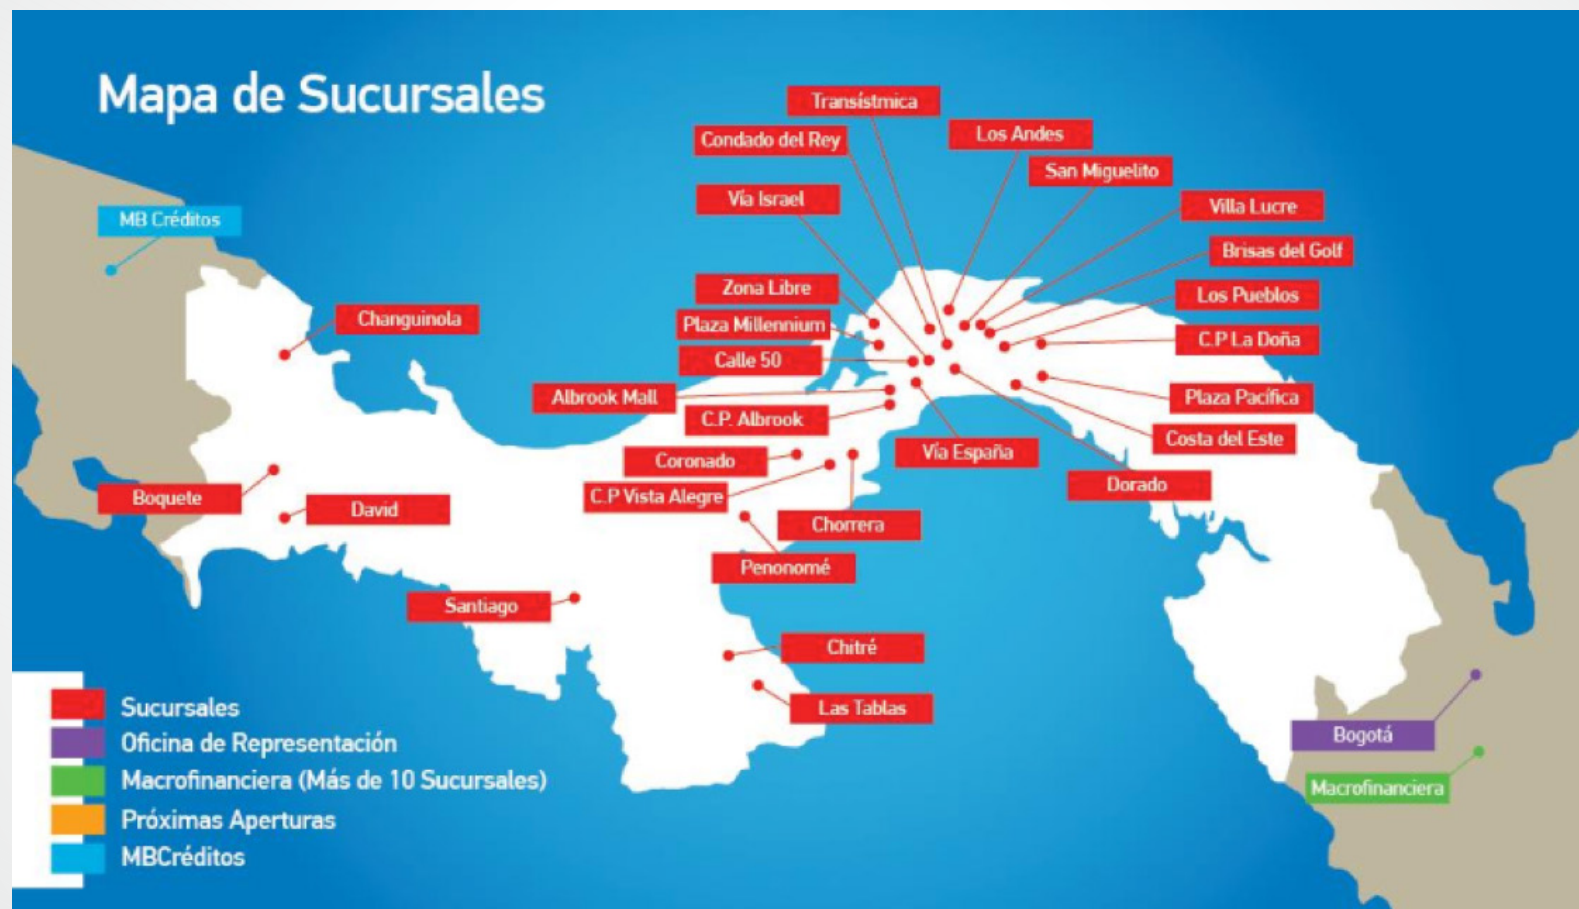 Mapa de Sucursales
Transístmica
Los Andes
Condado del Rey
San Miguelito
Vía Israel
Villa Lucre
MB Créditos
Brisas del Golf
Zona Libre
Los Pueblos
Changuinola
Plaza Millennium
C.P La Doña
Calle 50
Albrook Mall
Plaza Pacífica
C.P. Albrook
Costa del Este
Vía España
Coronado
Dorado
C.P Vista Alegre
Boquete
David
Chorrera
Penonomé
Santiago
Chitré
Las Tablas
Bogotá
Macrofinanciera
Sucursales
Oficina de Representación
Macrofinanciera (Más de 10 Sucursales)
Próximas Aperturas
MBCréditos